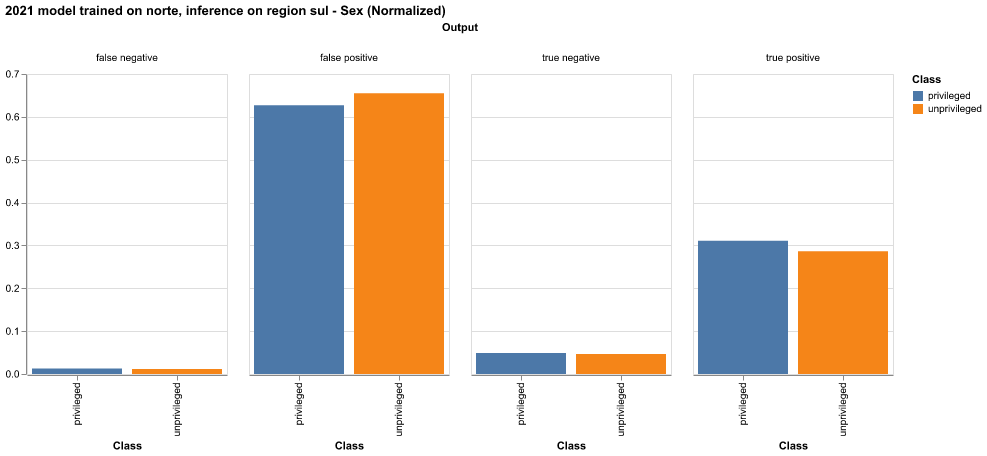 2021 model trained on norte, inference on region sul - Sex (Normalized)
Output
false negative
false positive
true negative
true positive
0.7
0.6
0.5
0.4
0.3
0.2
0.1
0.0
privileged
unprivileged
privileged
unprivileged
privileged
unprivileged
privileged
unprivileged
Class
Class
Class
Class
Class
privileged
unprivileged